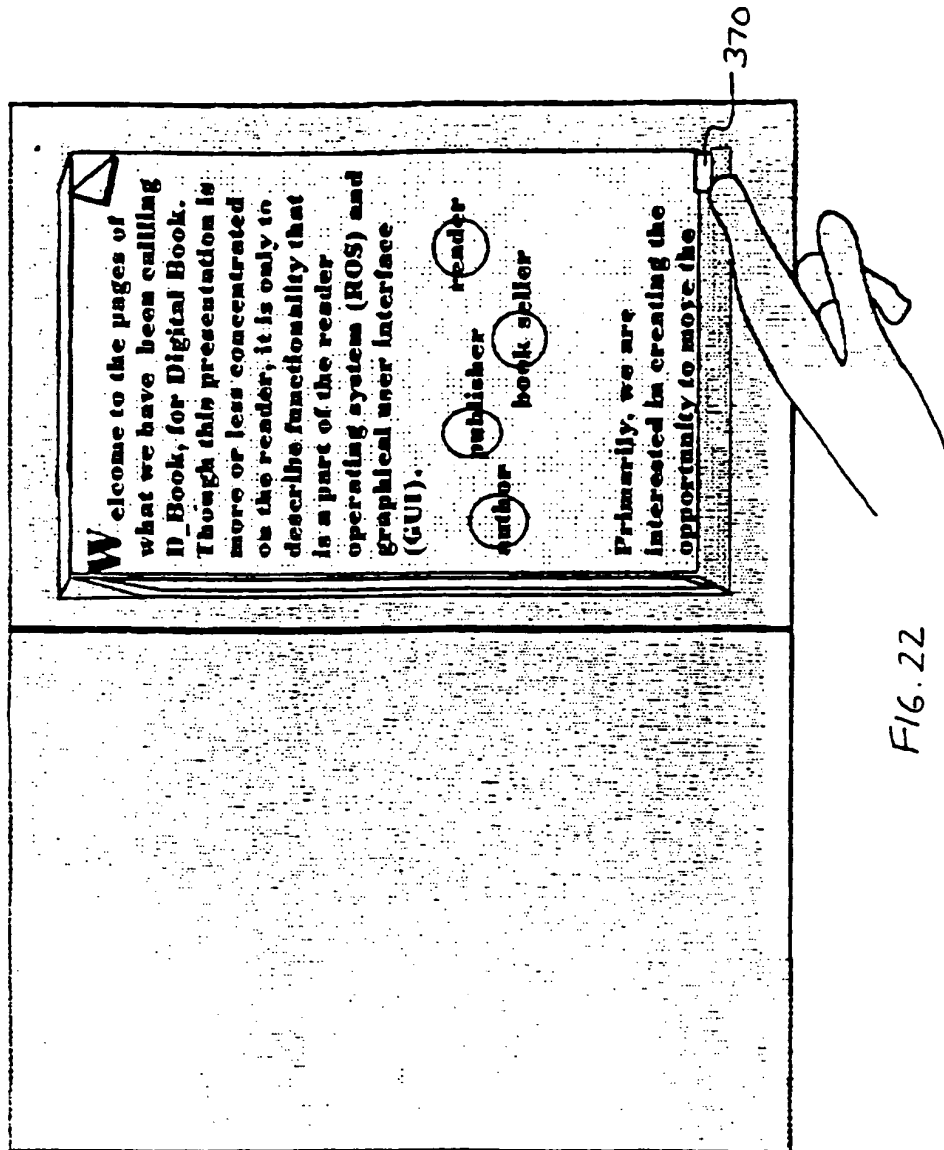 Welcome to the pages of
what we have been calling
D_Book, for Digital Book.
Though this presentation is
more or less concentrated
on the reader, it is only to
describe functionality that
is a part of the reader
operating system (ROS) and
graphical user interface
(GUI).
author
publisher
book seller
reader
Primarily, we are
interested in creating the
opportunity to move the
370
FIG. 22